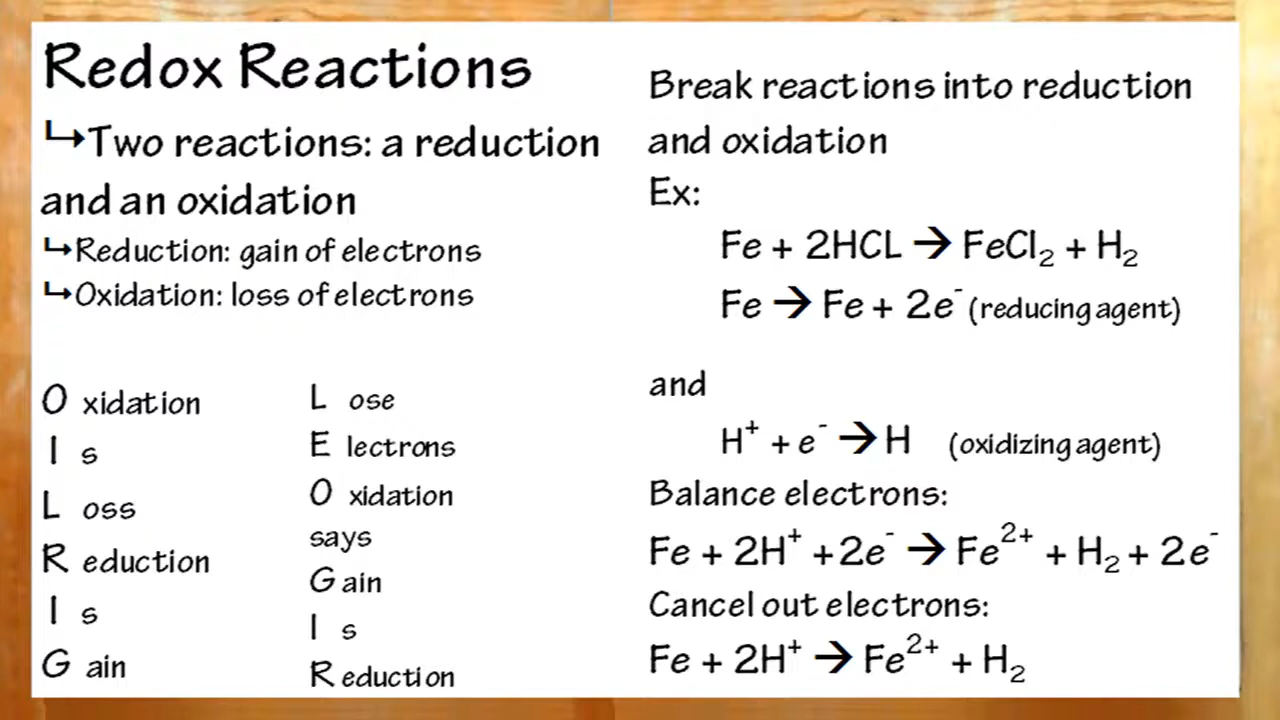 Redox Reactions
↳Two reactions: a reduction
and an oxidation
↳Reduction: gain of electrons
↳Oxidation: loss of electrons
O xidation
I s
L oss
R eduction
I s
G ain
L ose
E lectrons
O xidation
says
G ain
I s
R eduction
Break reactions into reduction
and oxidation
Ex:
Fe + 2HCL → FeCl₂ + H₂
Fe → Fe + 2e⁻ (reducing agent)
and
H⁺ + e⁻ → H (oxidizing agent)
Balance electrons:
Fe + 2H⁺ + 2e⁻ → Fe²⁺ + H₂ + 2e⁻
Cancel out electrons:
Fe + 2H⁺ → Fe²⁺ + H₂